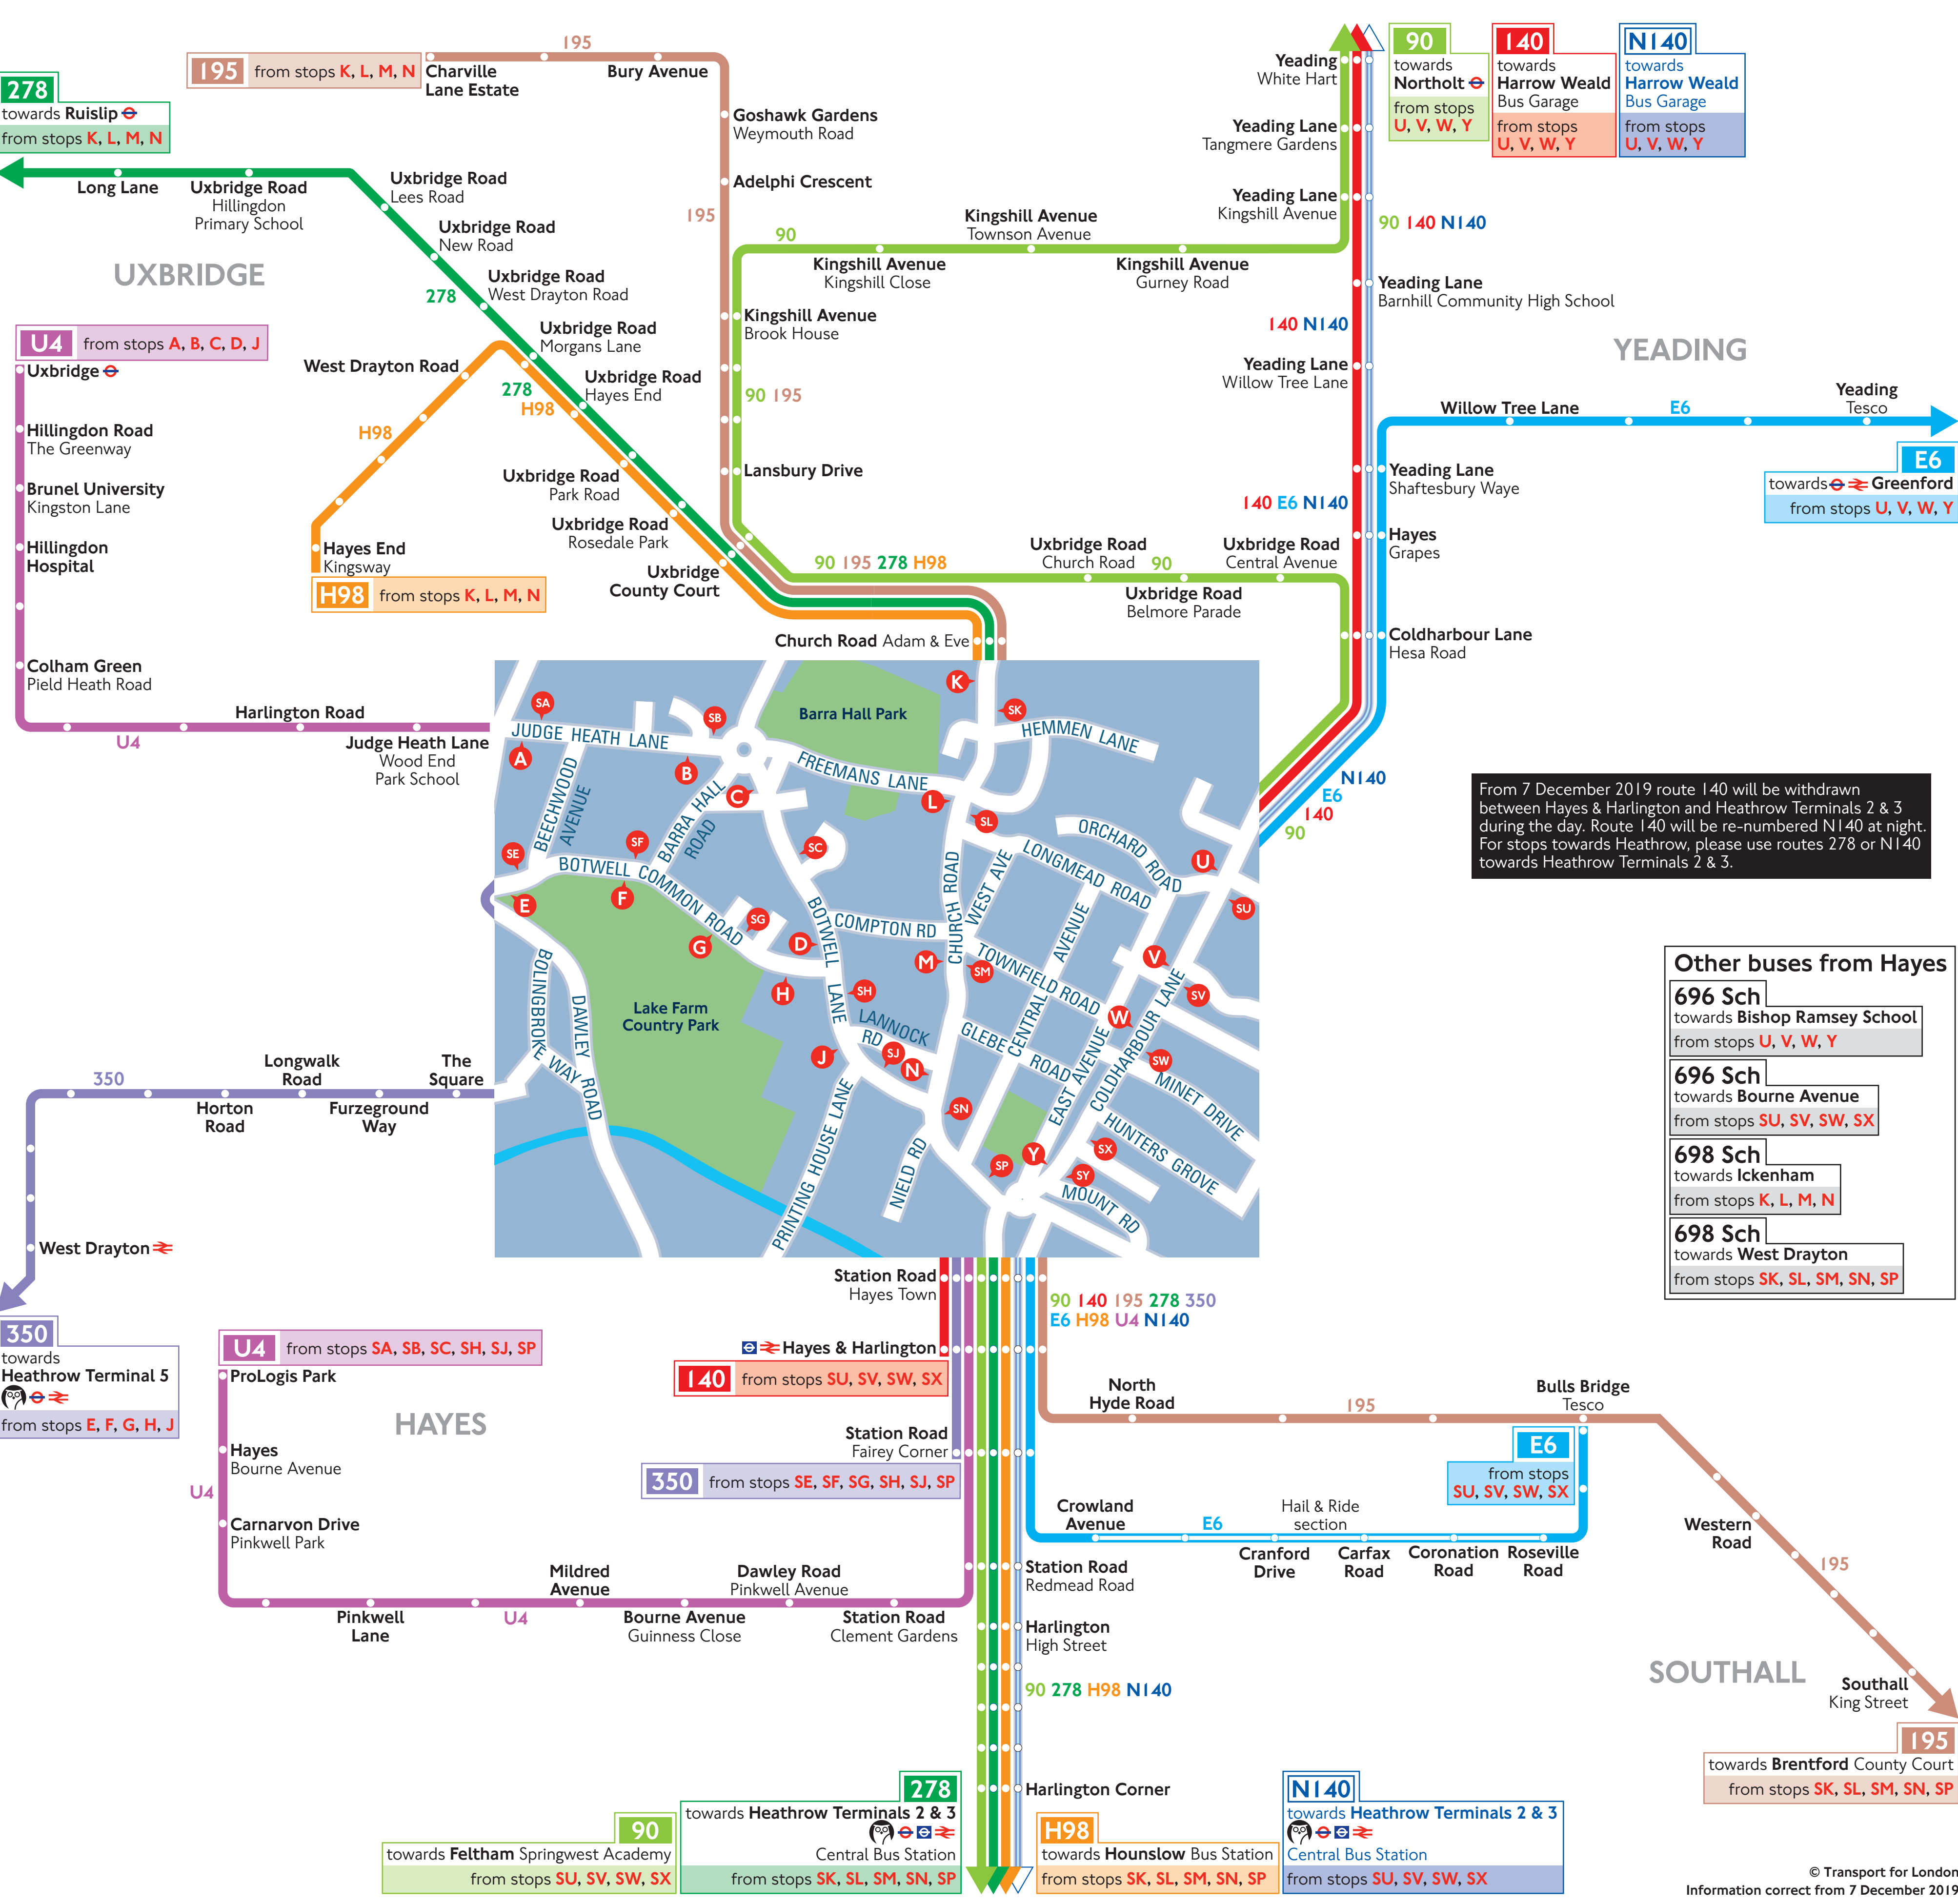 195
195 from stops K, L, M, N
Charville
Lane Estate
Bury Avenue
278
towards Ruislip
from stops K, L, M, N
Goshawk Gardens
Weymouth Road
Adelphi Crescent
195
Long Lane
Uxbridge Road
Hillingdon
Primary School
Uxbridge Road
Lees Road
Uxbridge Road
New Road
Uxbridge Road
West Drayton Road
278
UXBRIDGE
Uxbridge Road
Morgans Lane
Uxbridge Road
Hayes End
278
H98
West Drayton Road
H98
Uxbridge Road
Park Road
Uxbridge Road
Rosedale Park
Uxbridge
County Court
Hayes End
Kingsway
H98 from stops K, L, M, N
U4 from stops A, B, C, D, J
Uxbridge
Hillingdon Road
The Greenway
Brunel University
Kingston Lane
Hillingdon
Hospital
Colham Green
Pield Heath Road
U4
Harlington Road
Judge Heath Lane
Wood End
Park School
90
Kingshill Avenue
Kingshill Close
Kingshill Avenue
Townson Avenue
Kingshill Avenue
Gurney Road
Kingshill Avenue
Brook House
90 195
Lansbury Drive
90 195 278 H98
Uxbridge Road
Church Road
90
Uxbridge Road
Belmore Parade
Uxbridge Road
Central Avenue
Church Road Adam & Eve
Yeading
White Hart
Yeading Lane
Tangmere Gardens
Yeading Lane
Kingshill Avenue
90
towards
Northolt
from stops
U, V, W, Y
140
towards
Harrow Weald
Bus Garage
from stops
U, V, W, Y
N140
towards
Harrow Weald
Bus Garage
from stops
U, V, W, Y
90 140 N140
Yeading Lane
Barnhill Community High School
140 N140
Yeading Lane
Willow Tree Lane
YEADING
Willow Tree Lane
E6
Yeading
Tesco
E6
towards Greenford
from stops U, V, W, Y
Yeading Lane
Shaftesbury Waye
140 E6 N140
Hayes
Grapes
Coldharbour Lane
Hesa Road
N140
E6
140
90
From 7 December 2019 route 140 will be withdrawn
between Hayes & Harlington and Heathrow Terminals 2 & 3
during the day. Route 140 will be re-numbered N140 at night.
For stops towards Heathrow, please use routes 278 or N140
towards Heathrow Terminals 2 & 3.
Other buses from Hayes
696 Sch
towards Bishop Ramsey School
from stops U, V, W, Y
696 Sch
towards Bourne Avenue
from stops SU, SV, SW, SX
698 Sch
towards Ickenham
from stops K, L, M, N
698 Sch
towards West Drayton
from stops SK, SL, SM, SN, SP
K
SA
SB
SK
Barra Hall Park
JUDGE HEATH LANE
HEMMEN LANE
A
B
C
FREEMANS LANE
L
SL
BEECHWOOD
AVENUE
BARRA HALL
ROAD
SE
SF
SC
ORCHARD ROAD
U
LONGMEAD ROAD
BOTWELL COMMON ROAD
E
F
SG
G
D
BOTWELL
LANE
COMPTON RD
CHURCH ROAD
WEST AVE
SU
M
SM
TOWNFIELD ROAD
CENTRAL
AVENUE
V
SV
H
SH
Lake Farm
Country Park
BOLINGBROKE WAY
DAWLEY
ROAD
LANNOCK
RD
J
SJ
N
GLEBE
ROAD
W
SW
EAST AVENUE
COLDHARBOUR LANE
MINET DRIVE
SN
HUNTERS GROVE
PRINTING HOUSE LANE
NIELD RD
SP
Y
SX
SY
MOUNT RD
350
Longwalk
Road
The
Square
Horton
Road
Furzeground
Way
West Drayton
350
towards
Heathrow Terminal 5
from stops E, F, G, H, J
Station Road
Hayes Town
90 140 195 278 350
E6 H98 U4 N140
Hayes & Harlington
140 from stops SU, SV, SW, SX
Station Road
Fairey Corner
350 from stops SE, SF, SG, SH, SJ, SP
U4 from stops SA, SB, SC, SH, SJ, SP
ProLogis Park
HAYES
Hayes
Bourne Avenue
U4
Carnarvon Drive
Pinkwell Park
Pinkwell
Lane
U4
Mildred
Avenue
Bourne Avenue
Guinness Close
Dawley Road
Pinkwell Avenue
Station Road
Clement Gardens
North
Hyde Road
195
Bulls Bridge
Tesco
E6
from stops
SU, SV, SW, SX
Crowland
Avenue
E6
Hail & Ride
section
Cranford
Drive
Carfax
Road
Coronation
Road
Roseville
Road
Western
Road
195
SOUTHALL
Southall
King Street
195
towards Brentford County Court
from stops SK, SL, SM, SN, SP
Station Road
Redmead Road
Harlington
High Street
90 278 H98 N140
Harlington Corner
90
towards Feltham Springwest Academy
from stops SU, SV, SW, SX
278
towards Heathrow Terminals 2 & 3
Central Bus Station
from stops SK, SL, SM, SN, SP
H98
towards Hounslow Bus Station
from stops SK, SL, SM, SN, SP
N140
towards Heathrow Terminals 2 & 3
Central Bus Station
from stops SU, SV, SW, SX
© Transport for London
Information correct from 7 December 2019